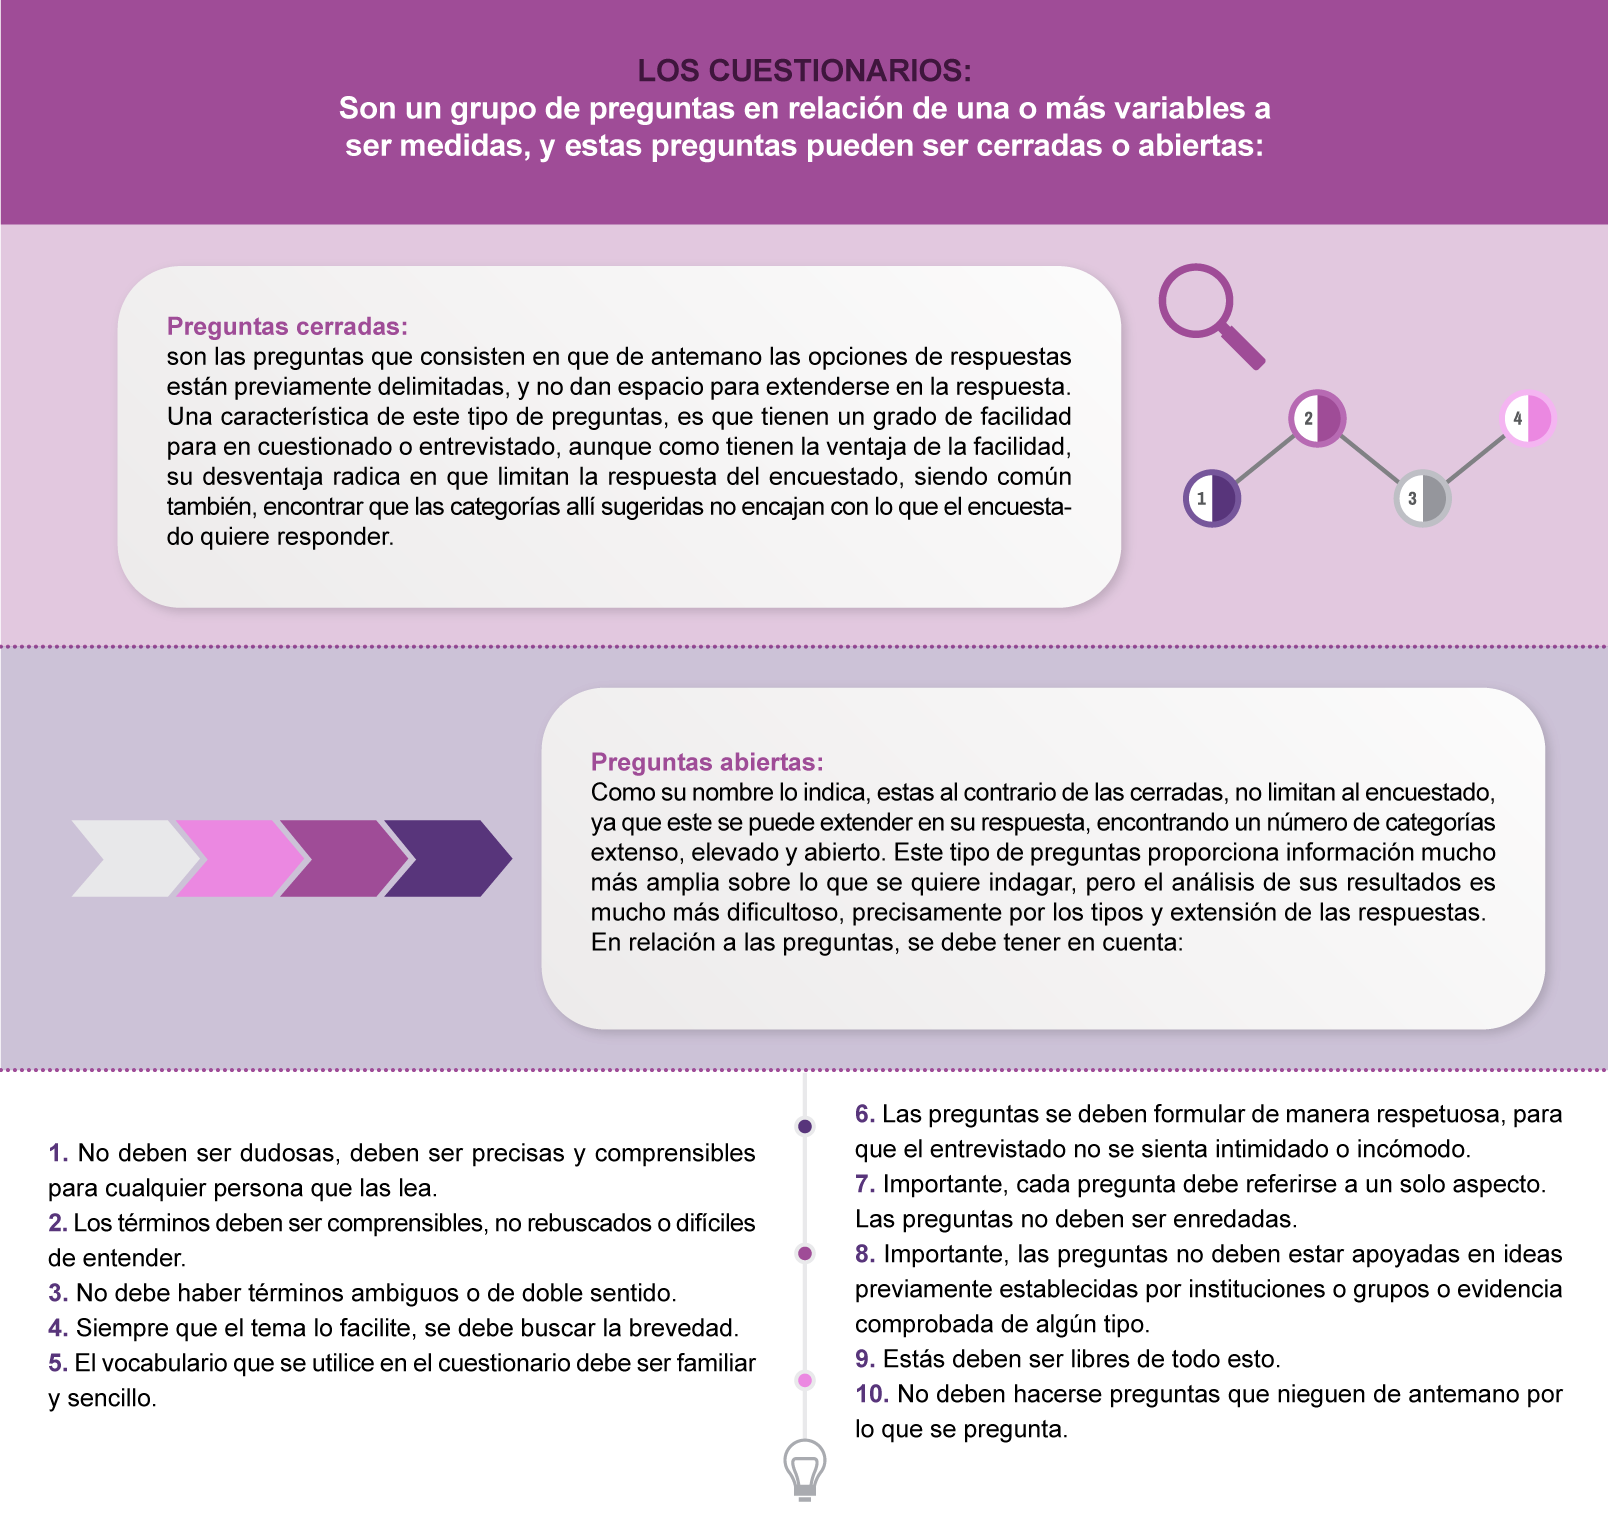 LOS CUESTIONARIOS:
Son un grupo de preguntas en relación de una o más variables a
ser medidas, y estas preguntas pueden ser cerradas o abiertas:
Preguntas cerradas:
son las preguntas que consisten en que de antemano las opciones de respuestas
están previamente delimitadas, y no dan espacio para extenderse en la respuesta.
Una característica de este tipo de preguntas, es que tienen un grado de facilidad
para en cuestionado o entrevistado, aunque como tienen la ventaja de la facilidad,
su desventaja radica en que limitan la respuesta del encuestado, siendo común
también, encontrar que las categorías allí sugeridas no encajan con lo que el encuesta-
do quiere responder.
1
2
3
4
Preguntas abiertas:
Como su nombre lo indica, estas al contrario de las cerradas, no limitan al encuestado,
ya que este se puede extender en su respuesta, encontrando un número de categorías
extenso, elevado y abierto. Este tipo de preguntas proporciona información mucho
más amplia sobre lo que se quiere indagar, pero el análisis de sus resultados es
mucho más dificultoso, precisamente por los tipos y extensión de las respuestas.
En relación a las preguntas, se debe tener en cuenta:
1. No deben ser dudosas, deben ser precisas y comprensibles
para cualquier persona que las lea.
2. Los términos deben ser comprensibles, no rebuscados o difíciles
de entender.
3. No debe haber términos ambiguos o de doble sentido.
4. Siempre que el tema lo facilite, se debe buscar la brevedad.
5. El vocabulario que se utilice en el cuestionario debe ser familiar
y sencillo.
6. Las preguntas se deben formular de manera respetuosa, para
que el entrevistado no se sienta intimidado o incómodo.
7. Importante, cada pregunta debe referirse a un solo aspecto.
Las preguntas no deben ser enredadas.
8. Importante, las preguntas no deben estar apoyadas en ideas
previamente establecidas por instituciones o grupos o evidencia
comprobada de algún tipo.
9. Estás deben ser libres de todo esto.
10. No deben hacerse preguntas que nieguen de antemano por
lo que se pregunta.